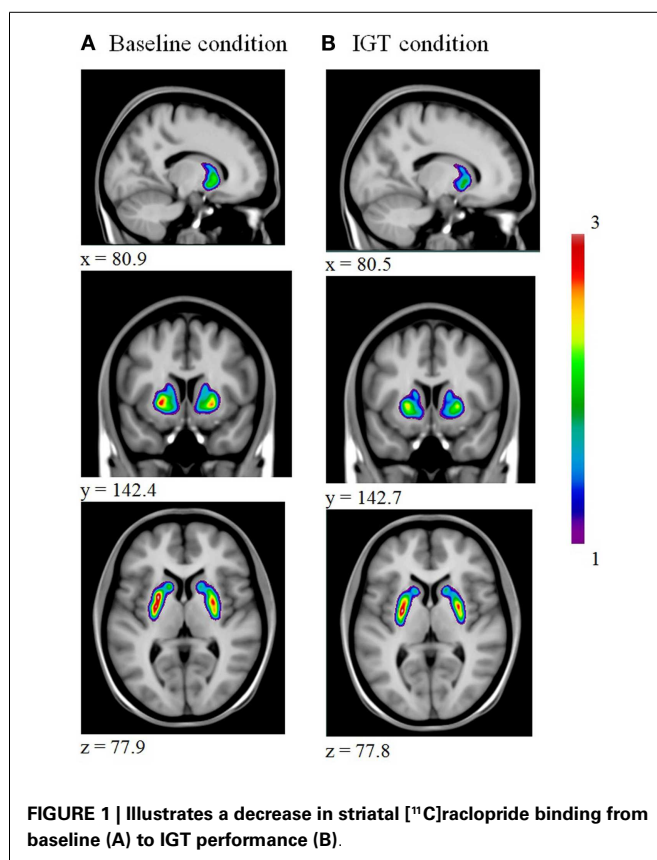 A Baseline condition
B IGT condition
x = 80.9
x = 80.5
3
y = 142.4
y = 142.7
1
z = 77.9
z = 77.8
FIGURE 1 | Illustrates a decrease in striatal [¹¹C]raclopride binding from
baseline (A) to IGT performance (B).